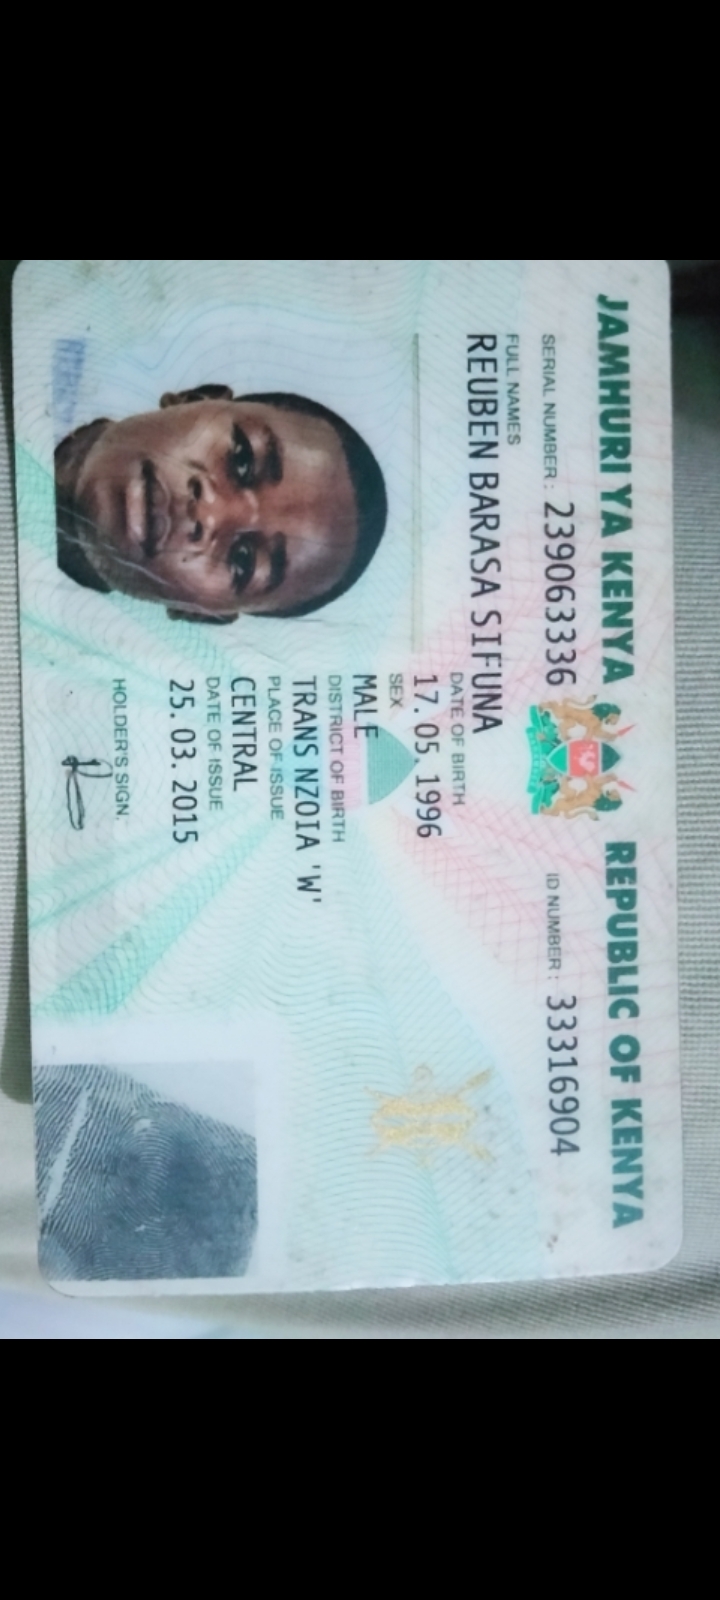 JAMHURI YA KENYA REPUBLIC OF KENYA
SERIAL NUMBER: 239063336 ID NUMBER: 33316904
FULL NAMES
REUBEN BARASA SIFUNA
DATE OF BIRTH
17.05.1996
SEX
MALE
DISTRICT OF BIRTH
TRANS NZOIA 'W'
PLACE OF ISSUE
CENTRAL
DATE OF ISSUE
25.03.2015
HOLDER'S SIGN.